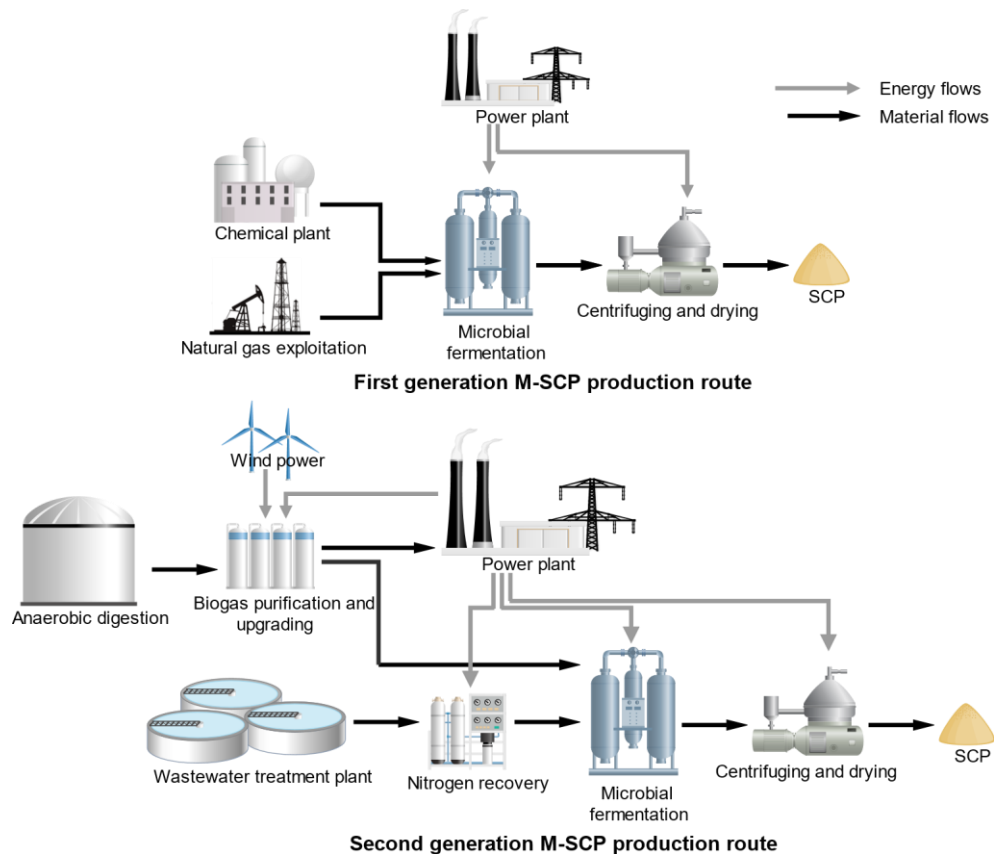 Power plant
Energy flows
Material flows
Chemical plant
Natural gas exploitation
Microbial
fermentation
Centrifuging and drying
SCP
First generation M-SCP production route
Wind power
Power plant
Anaerobic digestion
Biogas purification and
upgrading
Wastewater treatment plant
Nitrogen recovery
Microbial
fermentation
Centrifuging and drying
SCP
Second generation M-SCP production route